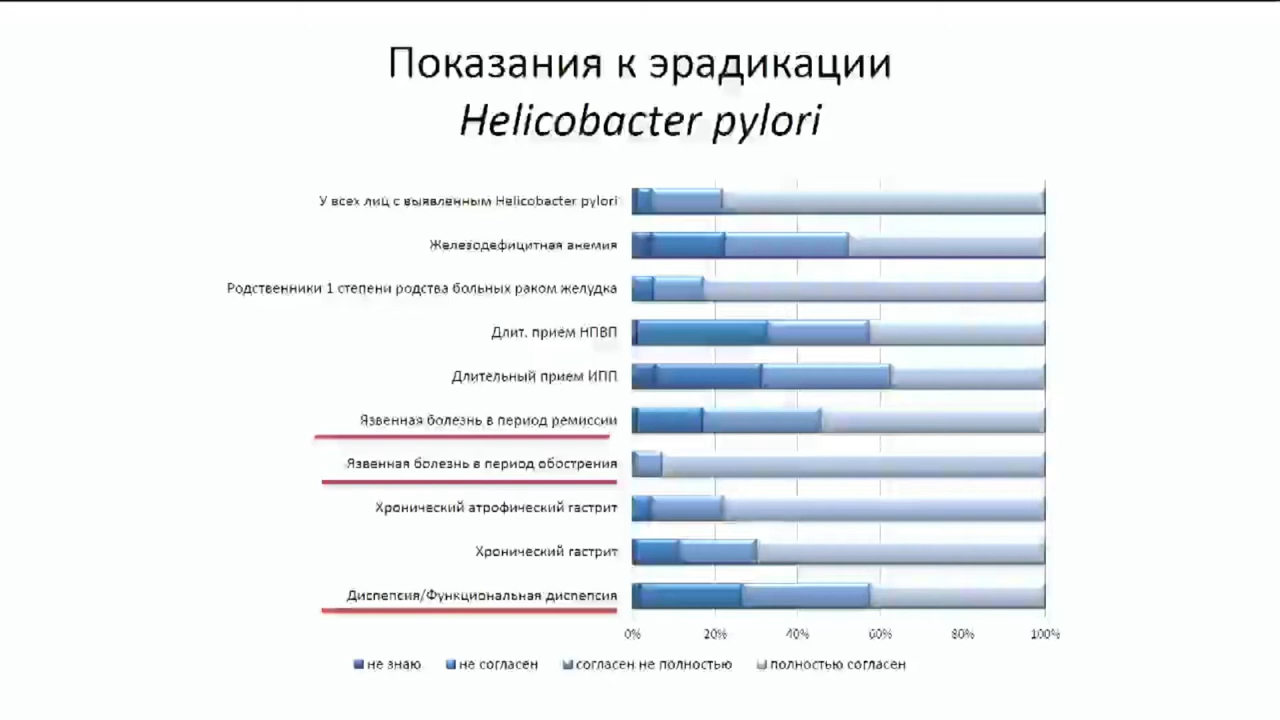 Показания к эрадикации
Helicobacter pylori
У всех лиц с выявленным Helicobacter pylori
Железодефицитная анемия
Родственники 1 степени родства больных раком желудка
Длит. прием НПВП
Длительный прием ИПП
Язвенная болезнь в период ремиссии
Язвенная болезнь в период обострения
Хронический атрофический гастрит
Хронический гастрит
Диспепсия/Функциональная диспепсия
0% 20% 40% 60% 80% 100%
не знаю не согласен согласен не полностью полностью согласен